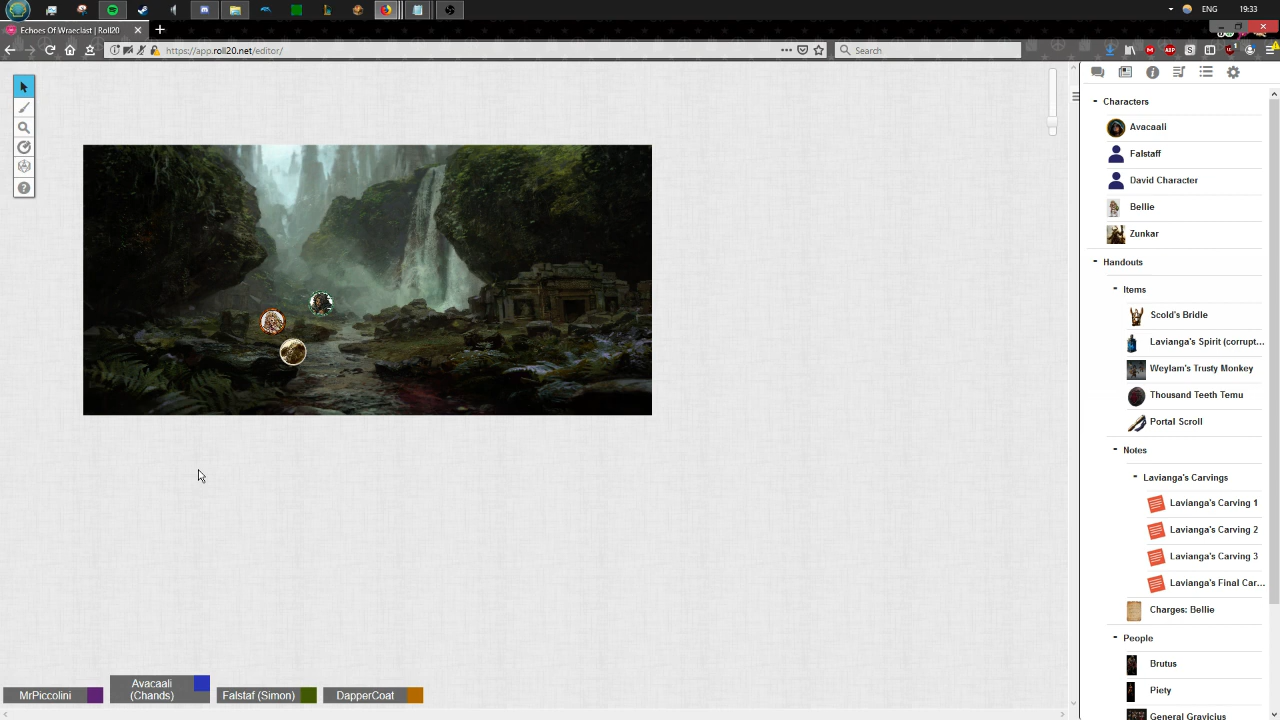 ENG
19:33
Echoes Of Wraeclast | Roll20
https://app.roll20.net/editor/
Search
Characters
Avacaali
Falstaff
David Character
Bellie
Zunkar
Handouts
Items
Scold's Bridle
Lavianga's Spirit (corrupt...
Weylam's Trusty Monkey
Thousand Teeth Temu
Portal Scroll
Notes
Lavianga's Carvings
Lavianga's Carving 1
Lavianga's Carving 2
Lavianga's Carving 3
Lavianga's Final Car...
Charges: Bellie
People
Brutus
Piety
General Gravicius
MrPiccolini
Avacaali
(Chands)
Falstaf (Simon)
DapperCoat